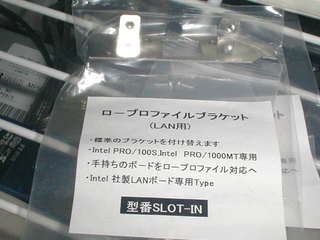 ロープロファイルブラケット
(LAN用)
・標準のブラケットを付け替えます
・Intel PRO/100S,Intel PRO/1000MT専用
・手持ちのボードをロープロファイル対応へ
・Intel 社製LANボード専用Type
型番SLOT-IN